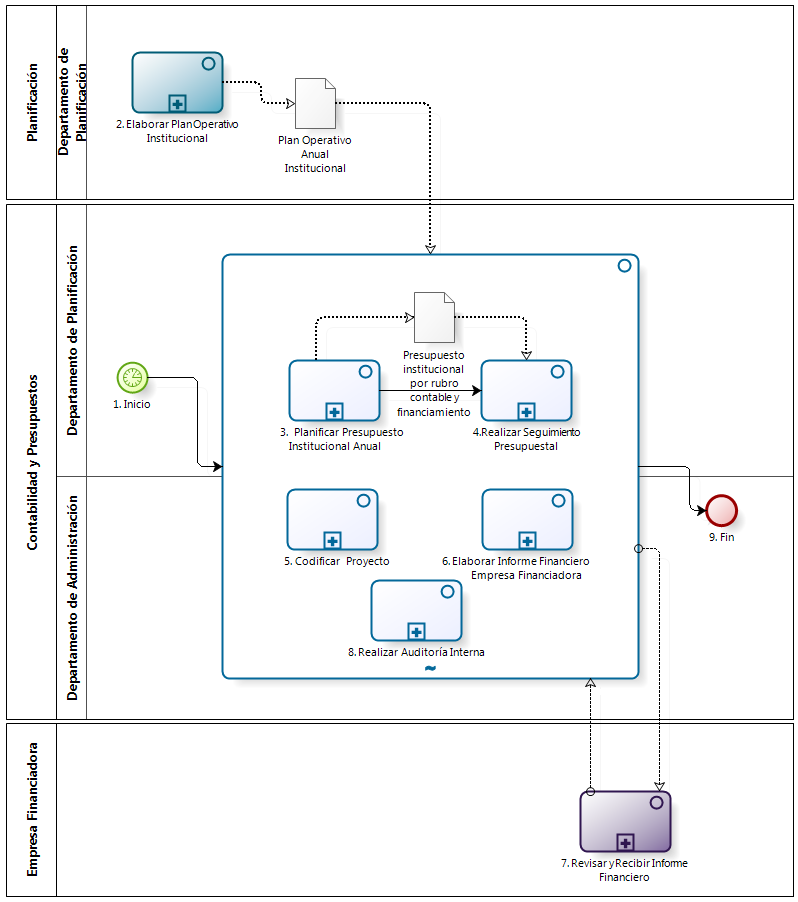 Planificación
Departamento de
Planificación
2. Elaborar Plan Operativo
Institucional
Plan Operativo
Anual
Institucional
Contabilidad y Presupuestos
Departamento de Planificación
1. Inicio
Presupuesto
institucional
por rubro
contable y
financiamiento
3. Planificar Presupuesto
Institucional Anual
4.Realizar Seguimiento
Presupuestal
Departamento de Administración
5. Codificar Proyecto
6. Elaborar Informe Financiero
Empresa Financiadora
8. Realizar Auditoría Interna
9. Fin
Empresa Financiadora
7. Revisar y Recibir Informe
Financiero